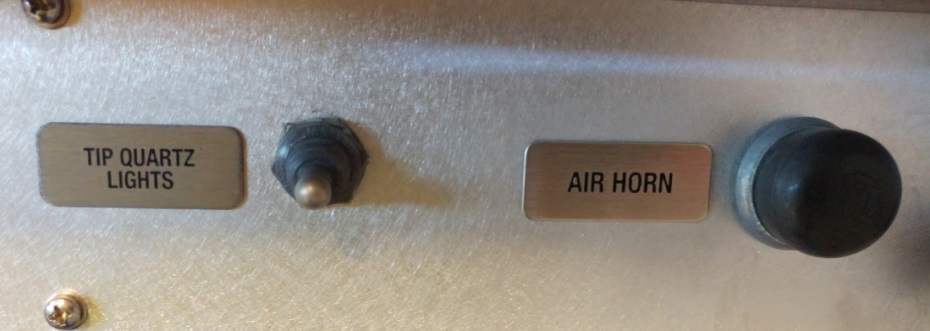 TIP QUARTZ
LIGHTS
AIR HORN